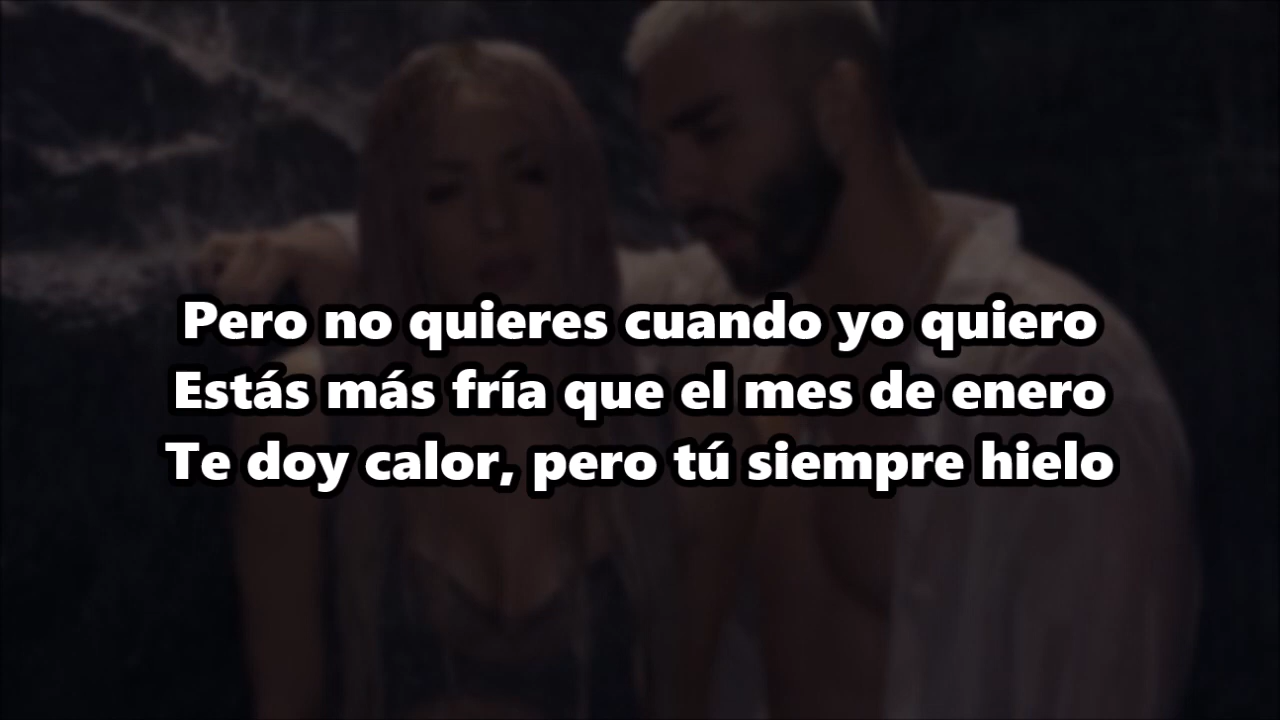 Pero no quieres cuando yo quiero
Estás más fría que el mes de enero
Te doy calor, pero tú siempre hielo